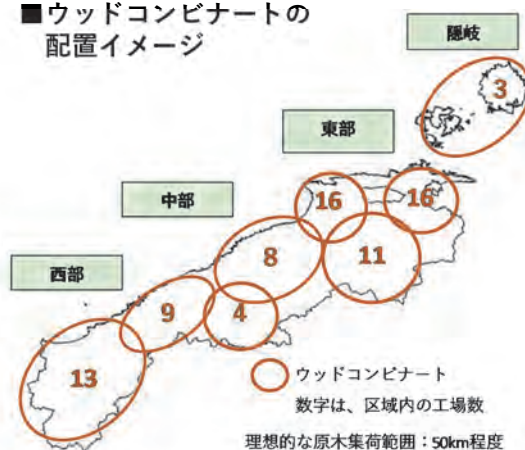 ■ウッドコンビナートの
配置イメージ
隠岐
3
東部
16
16
中部
8
11
西部
9
4
13
ウッドコンビナート
数字は、区域内の工場数
理想的な原木集荷範囲：50km程度